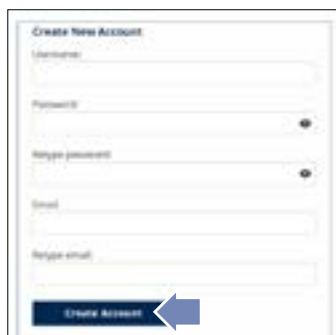 Create New Account
Username
Password
Retype password
Email
Retype email
Create Account